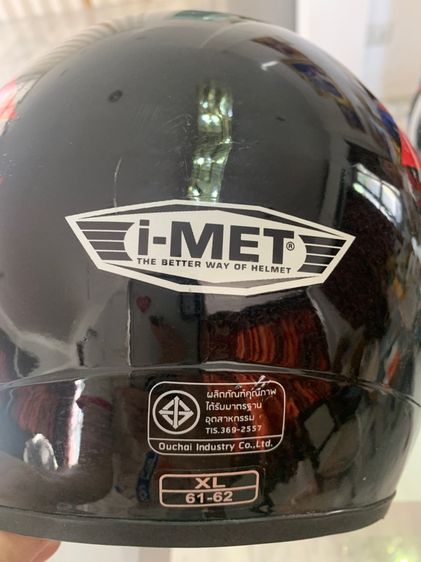 i-MET®
THE BETTER WAY OF HELMET
ผลิตภัณฑ์คุณภาพ
ได้รับมาตรฐาน
อุตสาหกรรม
TIS.369-2557
Ouchai Industry Co.,Ltd.
XL
61-62